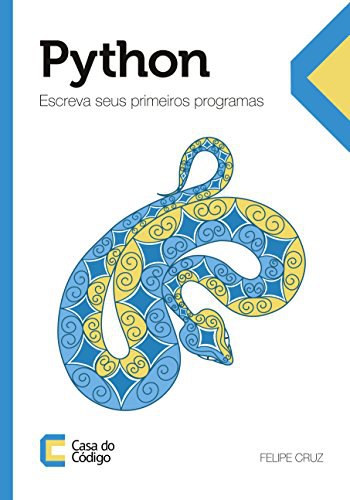 Python
Escreva seus primeiros programas
Casa do
Código
FELIPE CRUZ